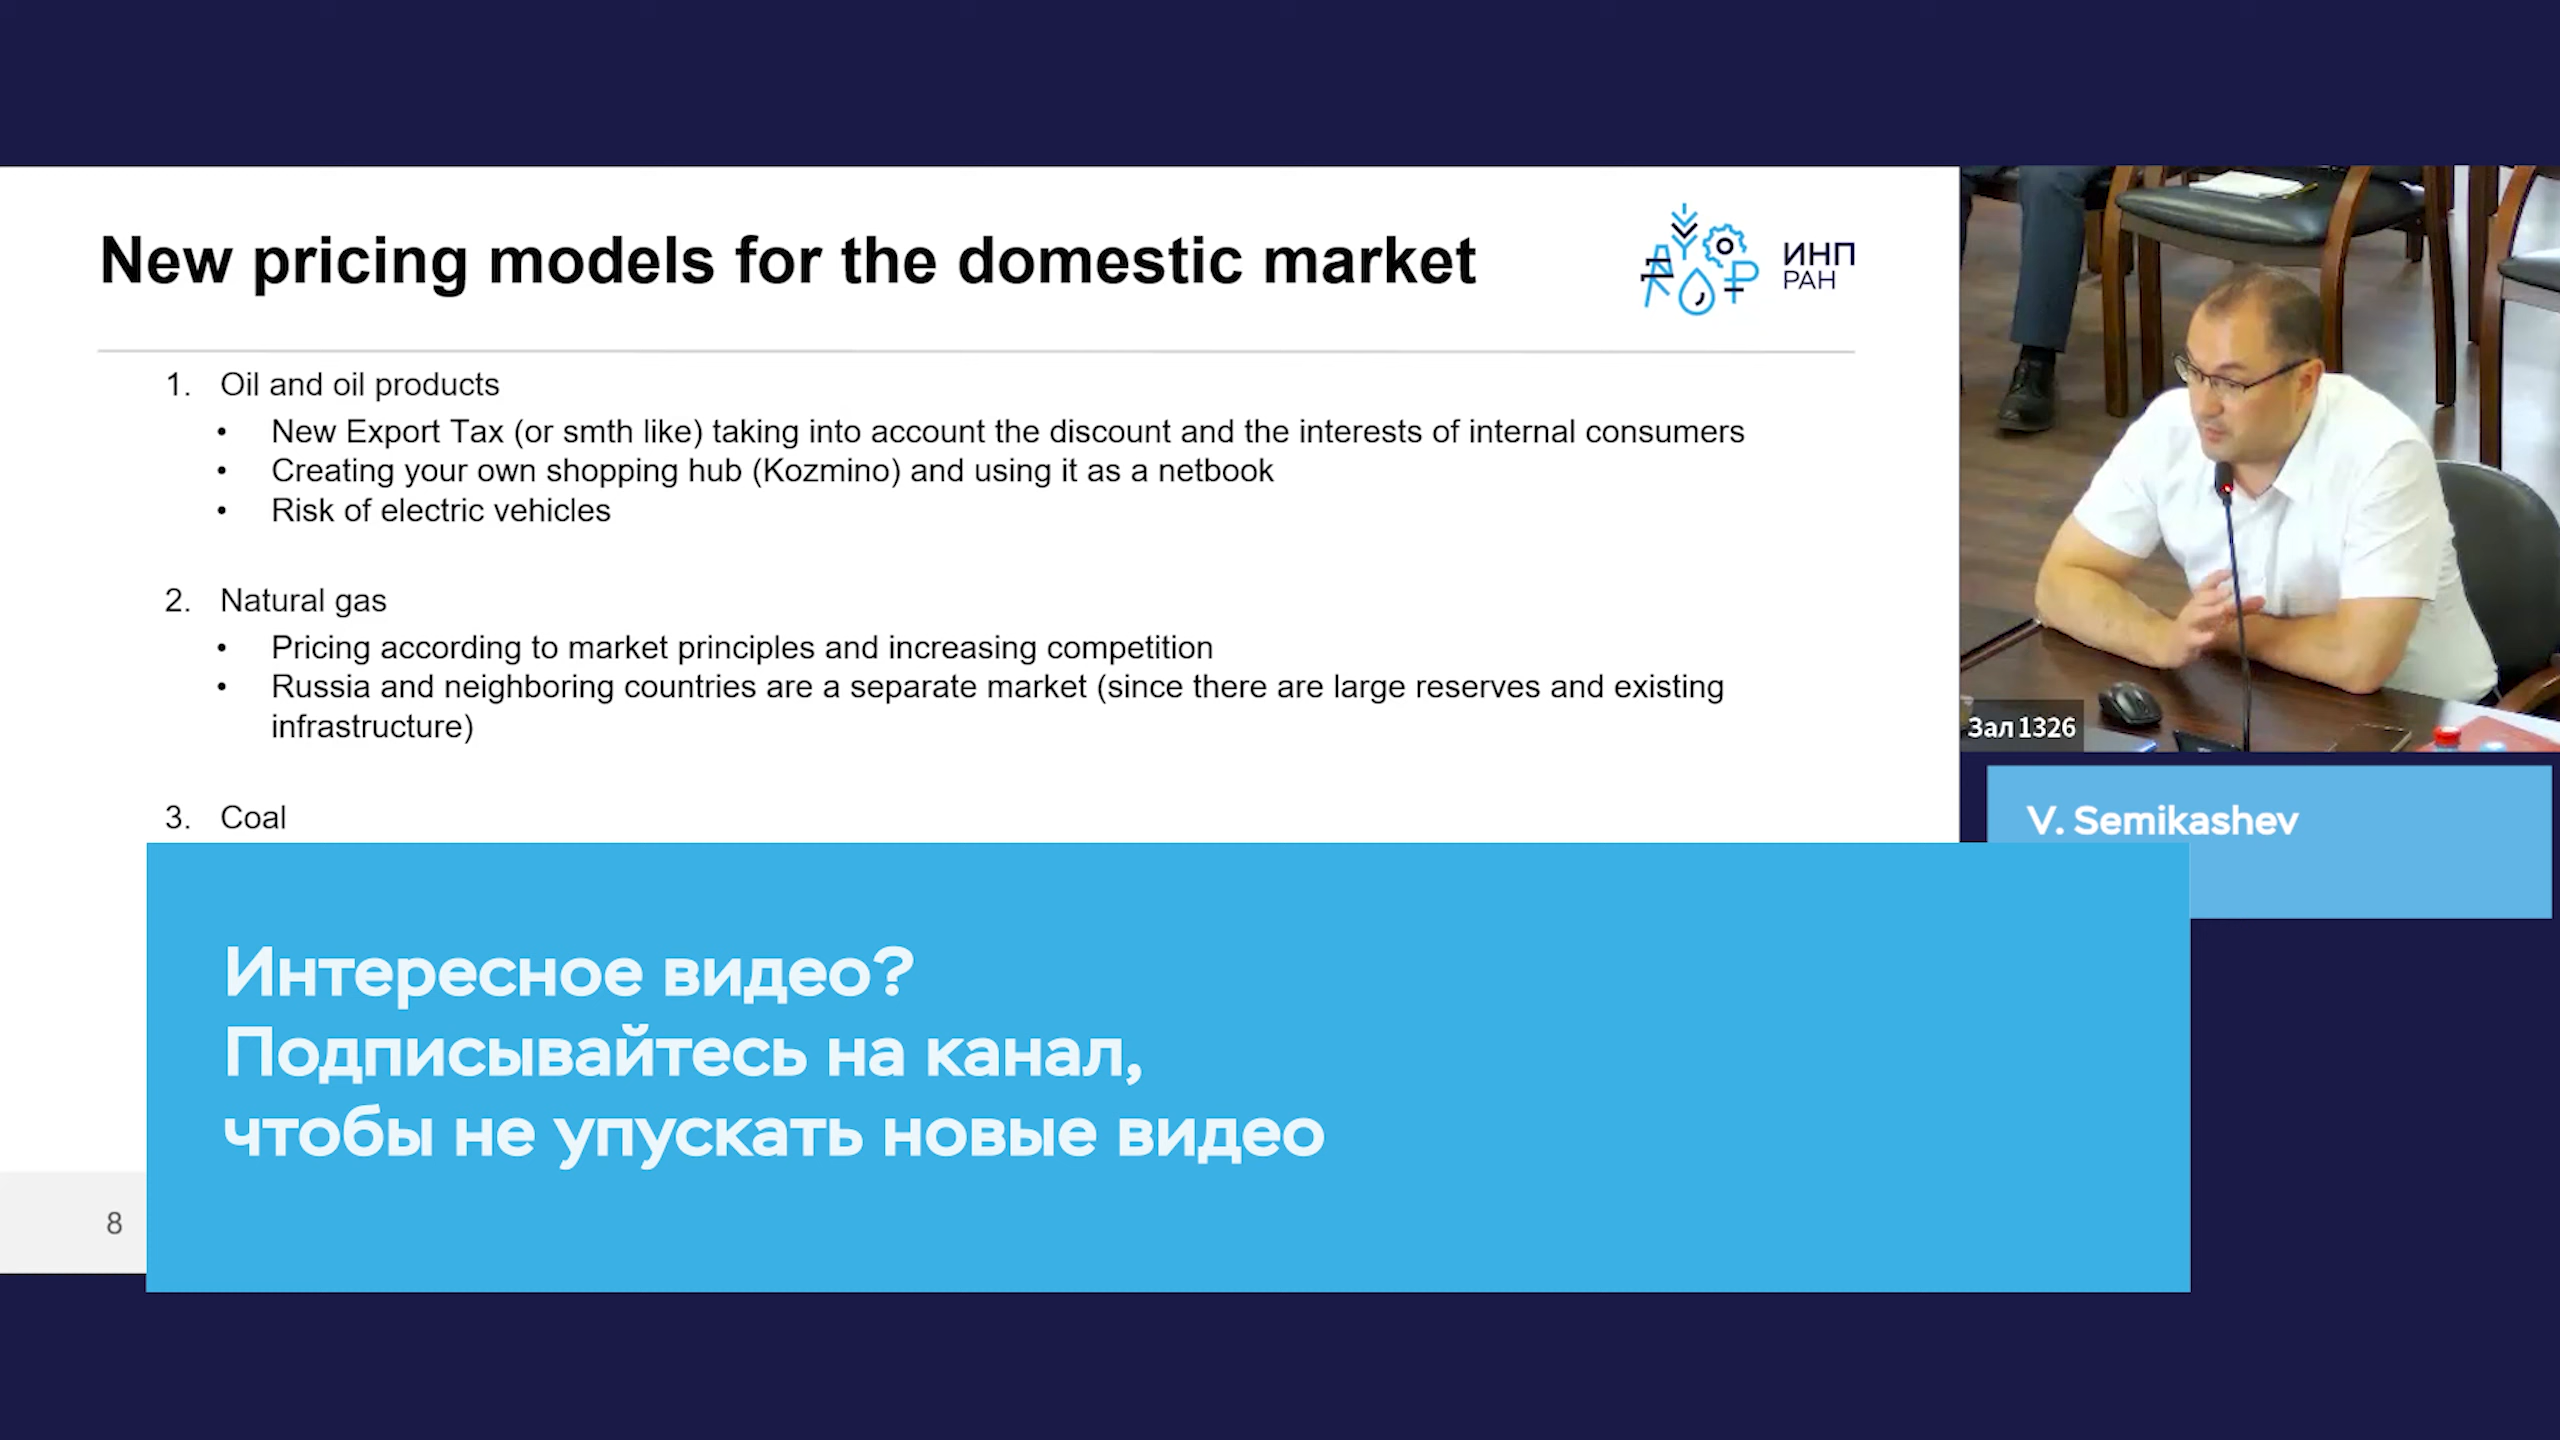 New pricing models for the domestic market
ИНП
РАН
1. Oil and oil products
• New Export Tax (or smth like) taking into account the discount and the interests of internal consumers
• Creating your own shopping hub (Kozmino) and using it as a netbook
• Risk of electric vehicles
2. Natural gas
• Pricing according to market principles and increasing competition
• Russia and neighboring countries are a separate market (since there are large reserves and existing
infrastructure)
3. Coal
Зал 1326
V. Semikashev
Интересное видео?
Подписывайтесь на канал,
чтобы не упускать новые видео
8